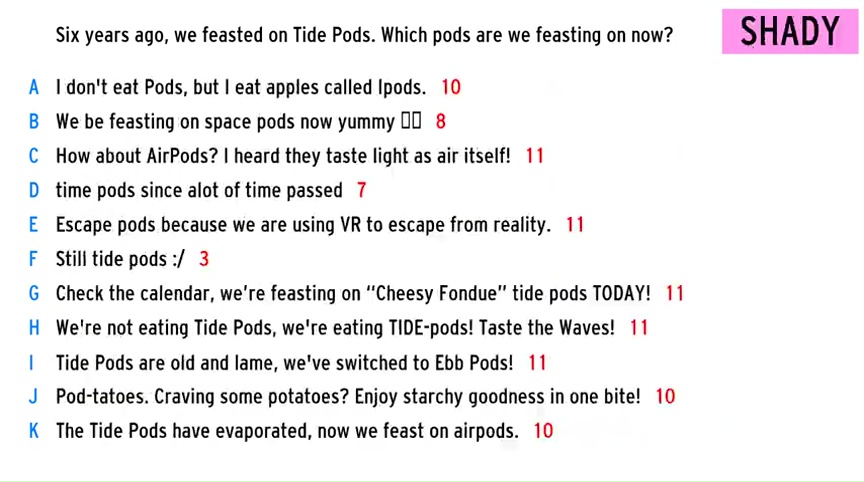 Six years ago, we feasted on Tide Pods. Which pods are we feasting on now?
SHADY
A I don't eat Pods, but I eat apples called Ipods. 10
B We be feasting on space pods now yummy ▯▯ 8
C How about AirPods? I heard they taste light as air itself! 11
D time pods since alot of time passed 7
E Escape pods because we are using VR to escape from reality. 11
F Still tide pods :/ 3
G Check the calendar, we’re feasting on “Cheesy Fondue” tide pods TODAY! 11
H We're not eating Tide Pods, we're eating TIDE-pods! Taste the Waves! 11
I Tide Pods are old and lame, we've switched to Ebb Pods! 11
J Pod-tatoes. Craving some potatoes? Enjoy starchy goodness in one bite! 10
K The Tide Pods have evaporated, now we feast on airpods. 10